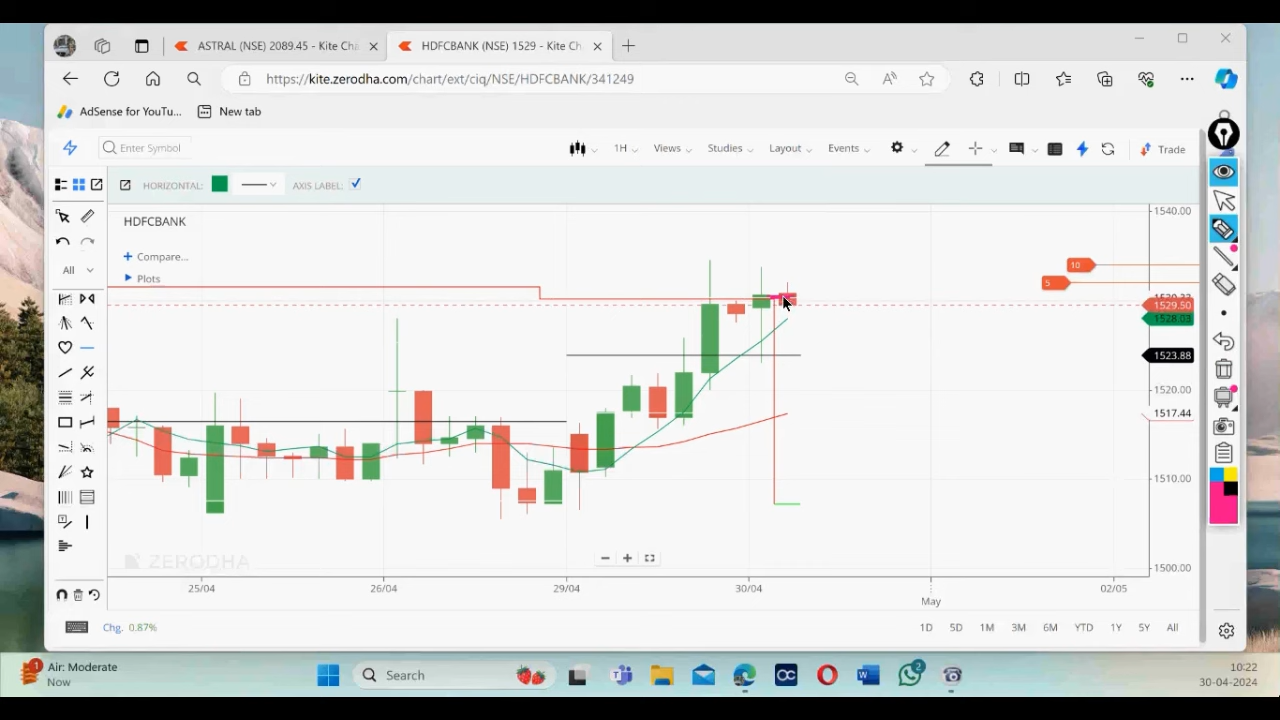 ASTRAL (NSE) 2089.45 - Kite Cha
HDFCBANK (NSE) 1529 - Kite Ch
https://kite.zerodha.com/chart/ext/ciq/NSE/HDFCBANK/341249
AdSense for YouTu...
New tab
Enter Symbol
1H
Views
Studies
Layout
Events
Trade
HORIZONTAL:
AXIS LABEL:
HDFCBANK
1540.00
Compare...
10
Plots
5
1529.50
1528.03
1523.88
All
1520.00
1517.44
1510.00
ZERODHA
1500.00
25/04
26/04
29/04
30/04
May
02/05
Chg. 0.87%
1D 5D 1M 3M 6M YTD 1Y 5Y All
1
Air: Moderate
Now
Search
2
10:22
30-04-2024